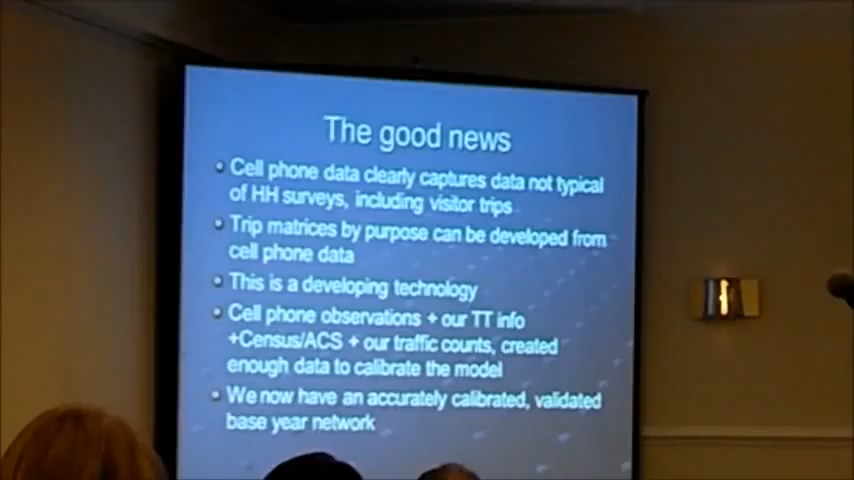 The good news
Cell phone data clearly captures data not typical
of HH surveys, including visitor trips
Trip matrices by purpose can be developed from
cell phone data
This is a developing technology
Cell phone observations + our TT info
+Census/ACS + our traffic counts, created
enough data to calibrate the model
We now have an accurately calibrated, validated
base year network